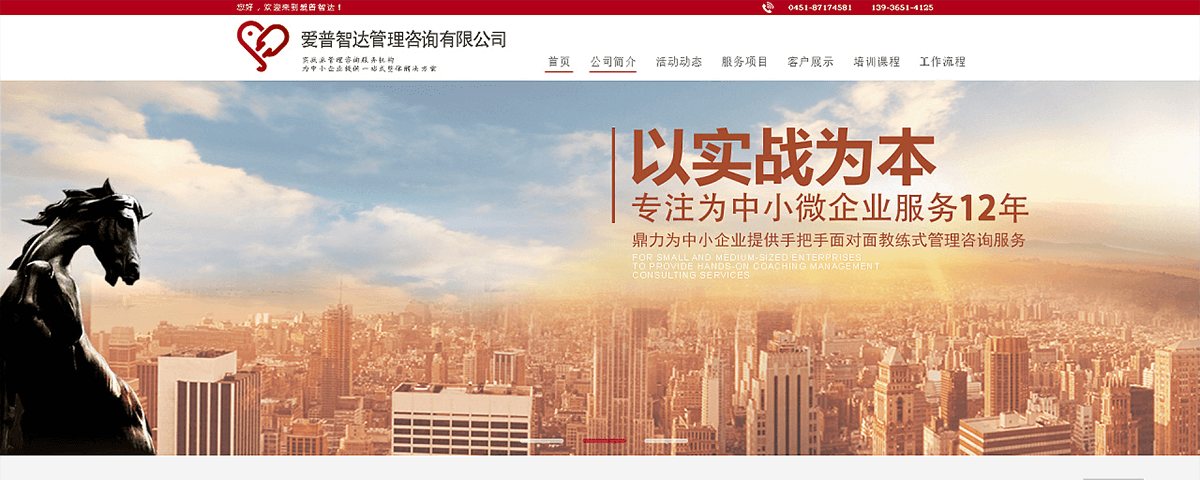 您好，欢迎来到爱普智达！
0451-87174581 139-3651-4125
爱普智达管理咨询有限公司
实战派管理咨询服务机构
为中小企业提供一站式整体解决方案
首页 公司简介 活动动态 服务项目 客户展示 培训课程 工作流程
以实战为本
专注为中小微企业服务12年
鼎力为中小企业提供手把手面对面教练式管理咨询服务
FOR SMALL AND MEDIUM-SIZED ENTERPRISES
TO PROVIDE HANDS-ON COACHING MANAGEMENT
CONSULTING SERVICES